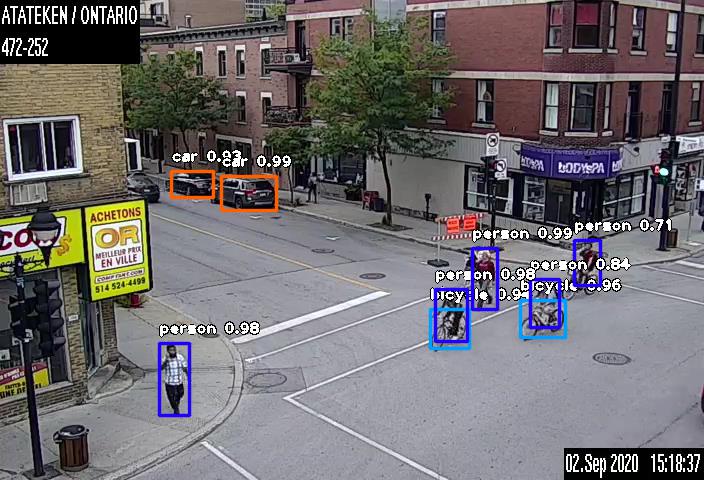 ATATEKEN / ONTARIO
472-252
car 0.93
car 0.99
BODYSPA
person 0.99
person 0.71
person 0.98
person 0.84
bicycle 0.96
person 0.98
ACHETONS
OR
MEILLEUR PRIX
EN VILLE
COMPTANT.COM
514 524-4499
02.Sep 2020 15:18:37